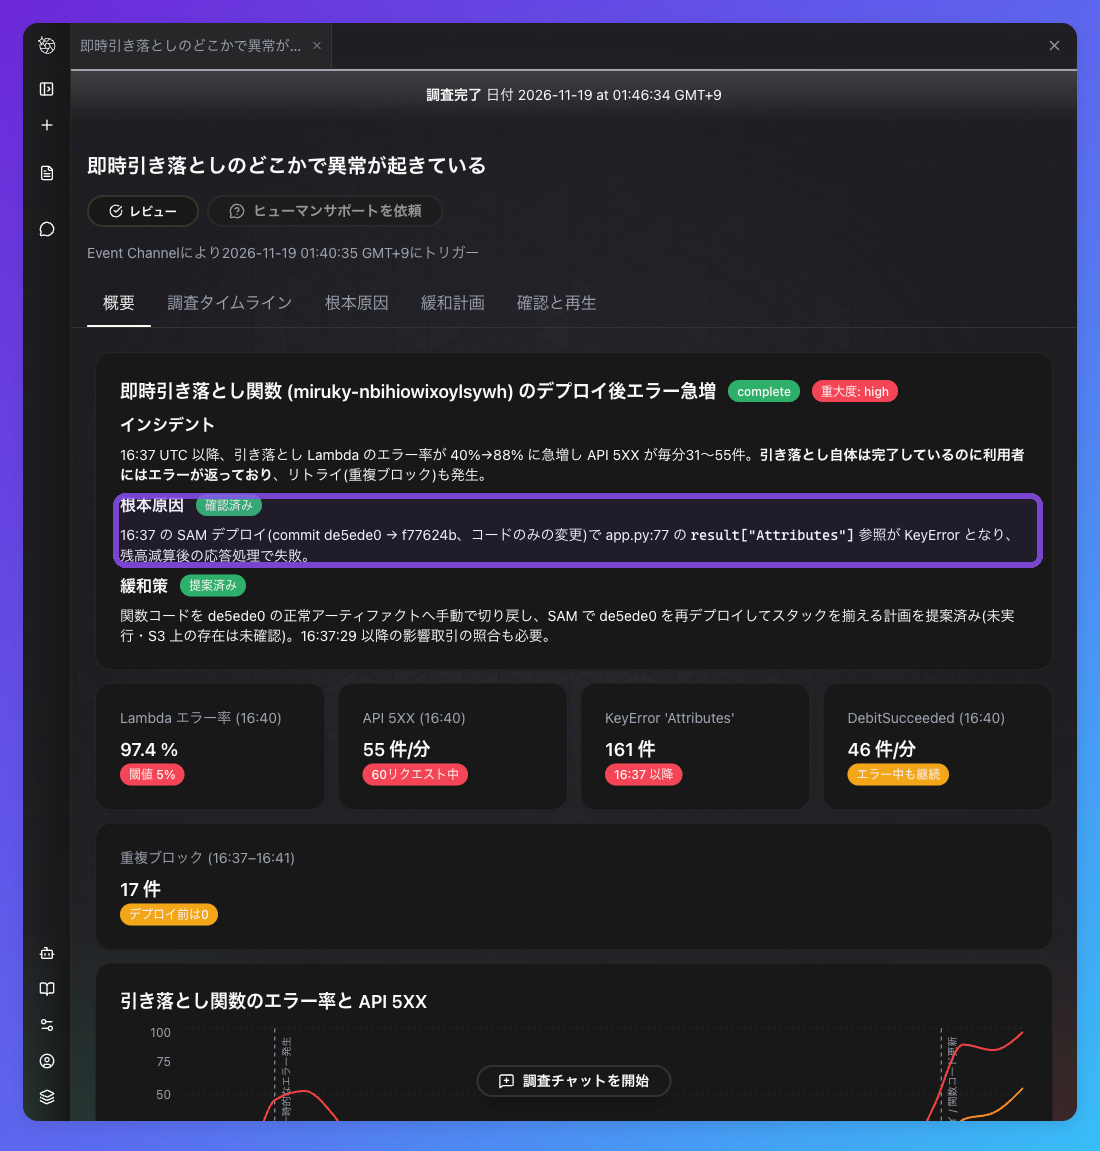 即時引き落としのどこかで異常が...
調査完了 日付 2026-11-19 at 01:46:34 GMT+9
即時引き落としのどこかで異常が起きている
レビュー
ヒューマンサポートを依頼
Event Channelにより2026-11-19 01:40:35 GMT+9にトリガー
概要
調査タイムライン
根本原因
緩和計画
確認と再生
即時引き落とし関数 (miruky-nbihiowixoylsywh) のデプロイ後エラー急増
complete
重大度: high
インシデント
16:37 UTC 以降、引き落とし Lambda のエラー率が 40%→88% に急増し API 5XX が毎分31〜55件。引き落とし自体は完了しているのに利用者
にはエラーが返っており、リトライ(重複ブロック)も発生。
根本原因
確認済み
16:37 の SAM デプロイ(commit de5ede0 → f77624b、コードのみの変更)で app.py:77 の result["Attributes"] 参照が KeyError となり、
残高減算後の応答処理で失敗。
緩和策
提案済み
関数コードを de5ede0 の正常アーティファクトへ手動で切り戻し、SAM で de5ede0 を再デプロイしてスタックを揃える計画を提案済み(未実
行・S3 上の存在は未確認)。16:37:29 以降の影響取引の照合も必要。
Lambda エラー率 (16:40)
97.4 %
閾値 5%
API 5XX (16:40)
55 件/分
60リクエスト中
KeyError 'Attributes'
161 件
16:37 以降
DebitSucceeded (16:40)
46 件/分
エラー中も継続
重複ブロック (16:37–16:41)
17 件
デプロイ前は0
引き落とし関数のエラー率と API 5XX
100
75
50
一時的なエラー発生
/ 関数コード更新
調査チャットを開始